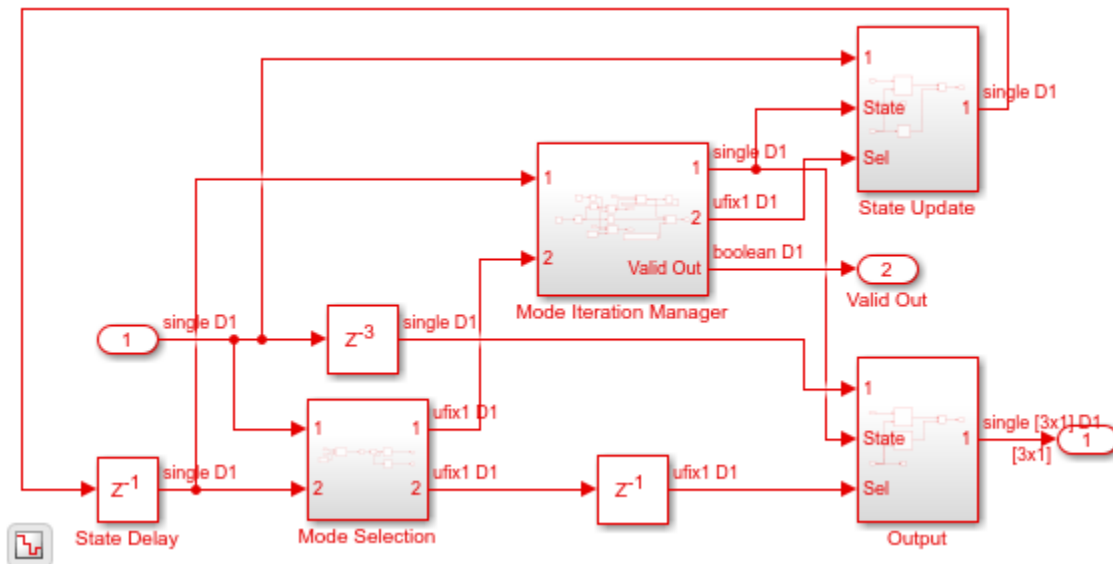 1
single D1
State
1
Sel
State Update
single D1
1
1
ufix1 D1
2
2
boolean D1
Valid Out
Mode Iteration Manager
2
Valid Out
single D1
1
z-3
single D1
1
single [3x1] D1
State
1
1
[3x1]
Sel
Output
1
ufix1 D1
1
single D1
z-1
State Delay
2
ufix1 D1
2
Mode Selection
z-1
ufix1 D1